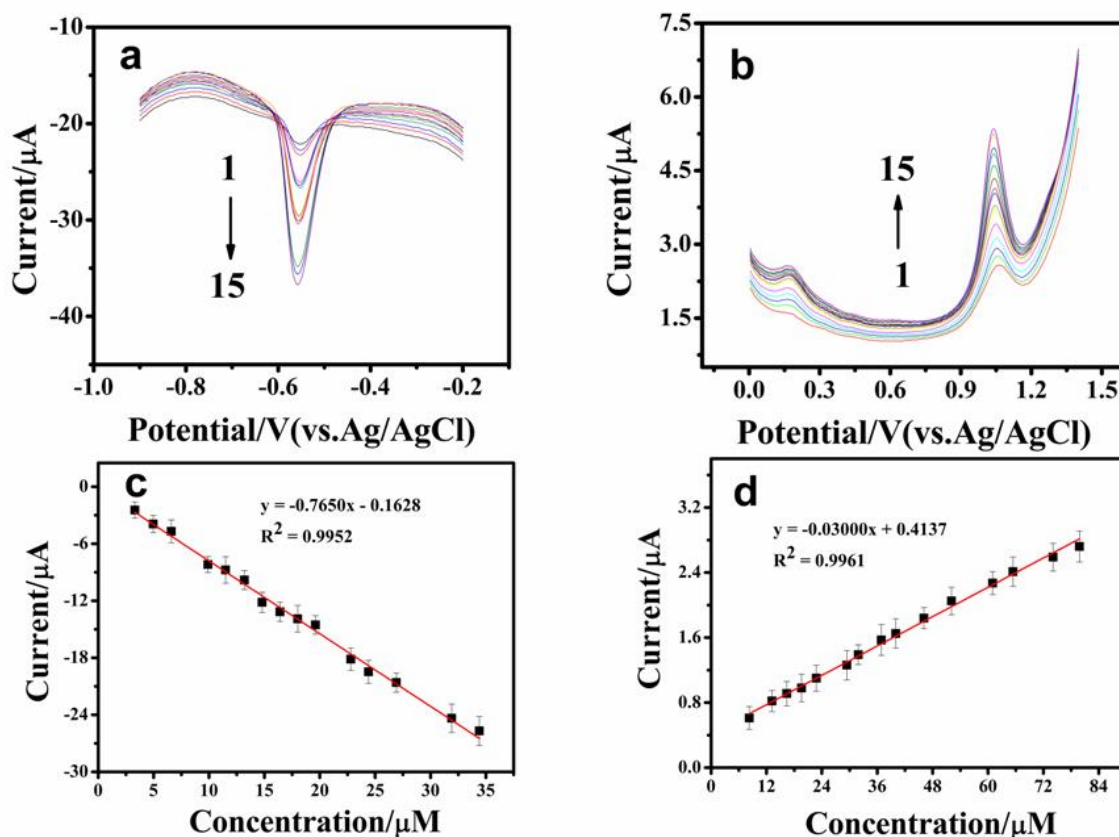 a
-10
-20
-30
-40
Current/μA
1
15
-1.0 -0.8 -0.6 -0.4 -0.2
Potential/V(vs.Ag/AgCl)
b
7.5
6.0
4.5
3.0
1.5
Current/μA
15
1
0.0 0.3 0.6 0.9 1.2 1.5
Potential/V(vs.Ag/AgCl)
c
y = -0.7650x - 0.1628
R² = 0.9952
0
-6
-12
-18
-24
-30
Current/μA
0 5 10 15 20 25 30 35
Concentration/μM
d
y = -0.03000x + 0.4137
R² = 0.9961
3.2
2.4
1.6
0.8
0.0
Current/μA
0 12 24 36 48 60 72 84
Concentration/μM